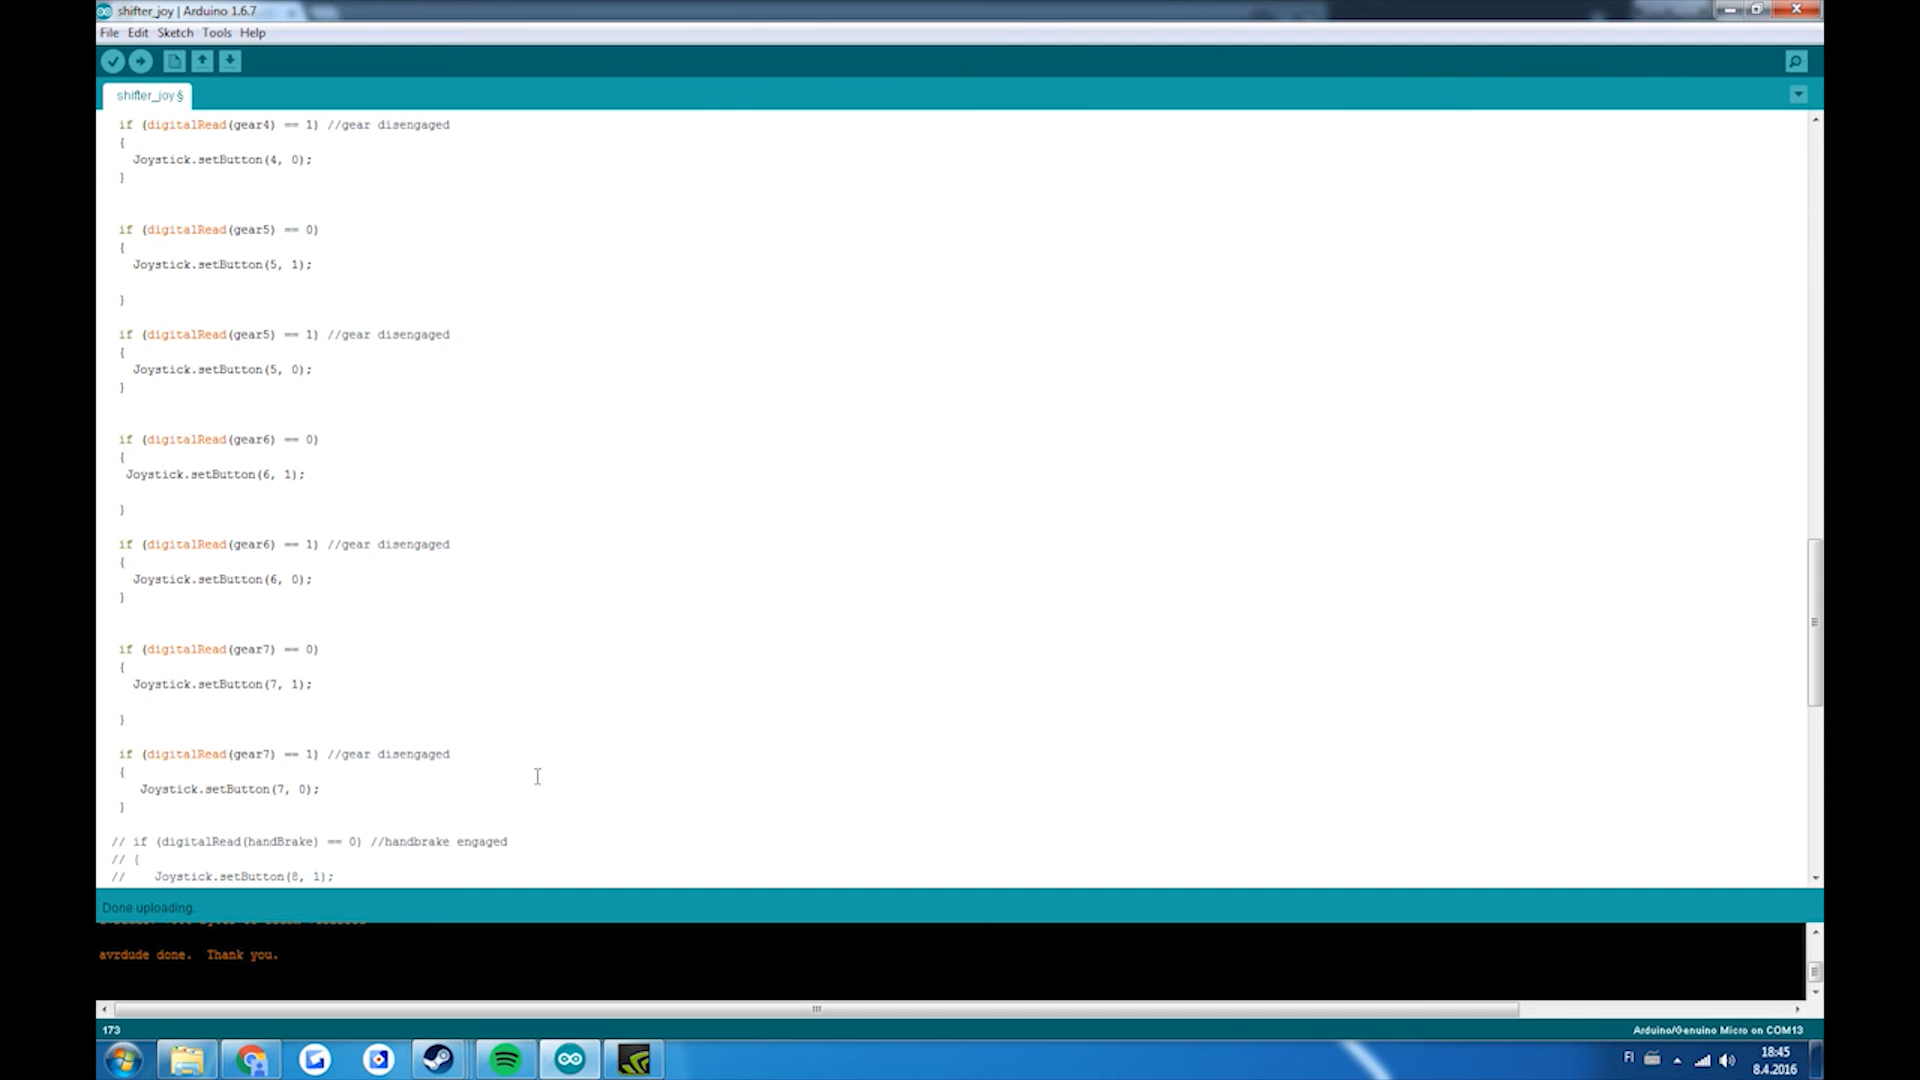 shifter_joy | Arduino 1.6.7
File Edit Sketch Tools Help
shifter_joy §
if (digitalRead(gear4) == 1) //gear disengaged
{
Joystick.setButton(4, 0);
}
if (digitalRead(gear5) == 0)
{
Joystick.setButton(5, 1);
}
if (digitalRead(gear5) == 1) //gear disengaged
{
Joystick.setButton(5, 0);
}
if (digitalRead(gear6) == 0)
{
Joystick.setButton(6, 1);
}
if (digitalRead(gear6) == 1) //gear disengaged
{
Joystick.setButton(6, 0);
}
if (digitalRead(gear7) == 0)
{
Joystick.setButton(7, 1);
}
if (digitalRead(gear7) == 1) //gear disengaged
{
Joystick.setButton(7, 0);
}
// if (digitalRead(handBrake) == 0) //handbrake engaged
// {
// Joystick.setButton(8, 1);
Done uploading.
avrdude done. Thank you.
173
Arduino/Genuino Micro on COM13
FI
18:45
8.4.2016